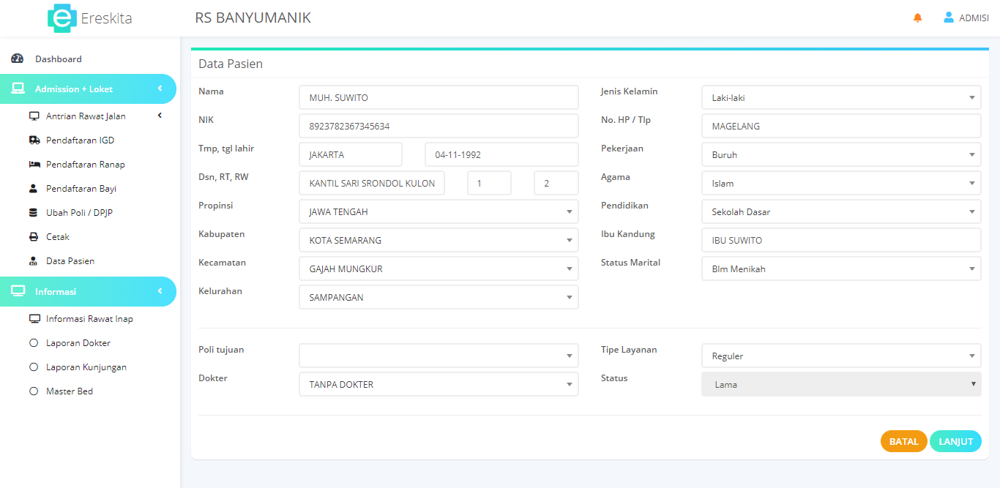 e Ereskita
RS BANYUMANIK
ADMISI
Dashboard
Admission + Loket
Antrian Rawat Jalan
Pendaftaran IGD
Pendaftaran Ranap
Pendaftaran Bayi
Ubah Poli / DPJP
Cetak
Data Pasien
Informasi
Informasi Rawat Inap
Laporan Dokter
Laporan Kunjungan
Master Bed
Data Pasien
Nama MUH. SUWITO
NIK 8923782367345634
Tmp, tgl lahir JAKARTA 04-11-1992
Dsn, RT, RW KANTIL SARI SRONDOL KULON 1 2
Propinsi JAWA TENGAH
Kabupaten KOTA SEMARANG
Kecamatan GAJAH MUNGKUR
Kelurahan SAMPANGAN
Jenis Kelamin Laki-laki
No. HP / Tlp MAGELANG
Pekerjaan Buruh
Agama Islam
Pendidikan Sekolah Dasar
Ibu Kandung IBU SUWITO
Status Marital Blm Menikah
Poli tujuan
Dokter TANPA DOKTER
Tipe Layanan Reguler
Status Lama
BATAL LANJUT